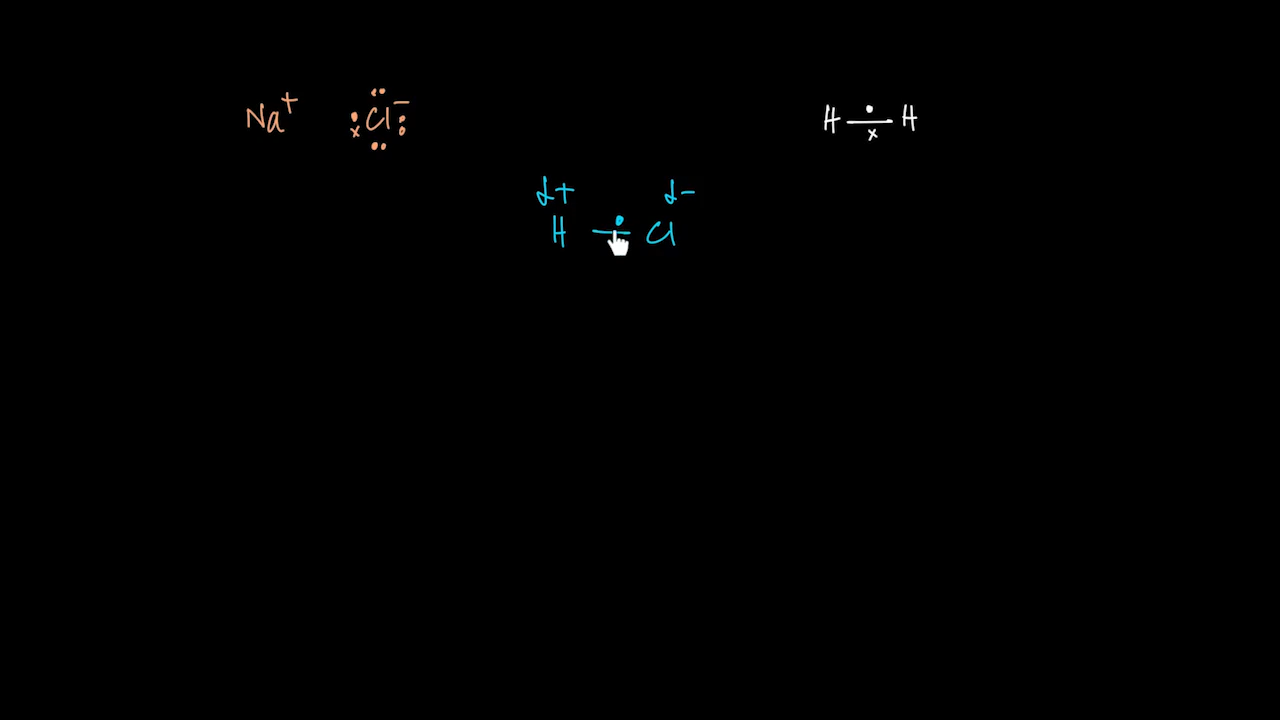 Na⁺ Cl⁻
H — H
δ+ δ−
H — Cl